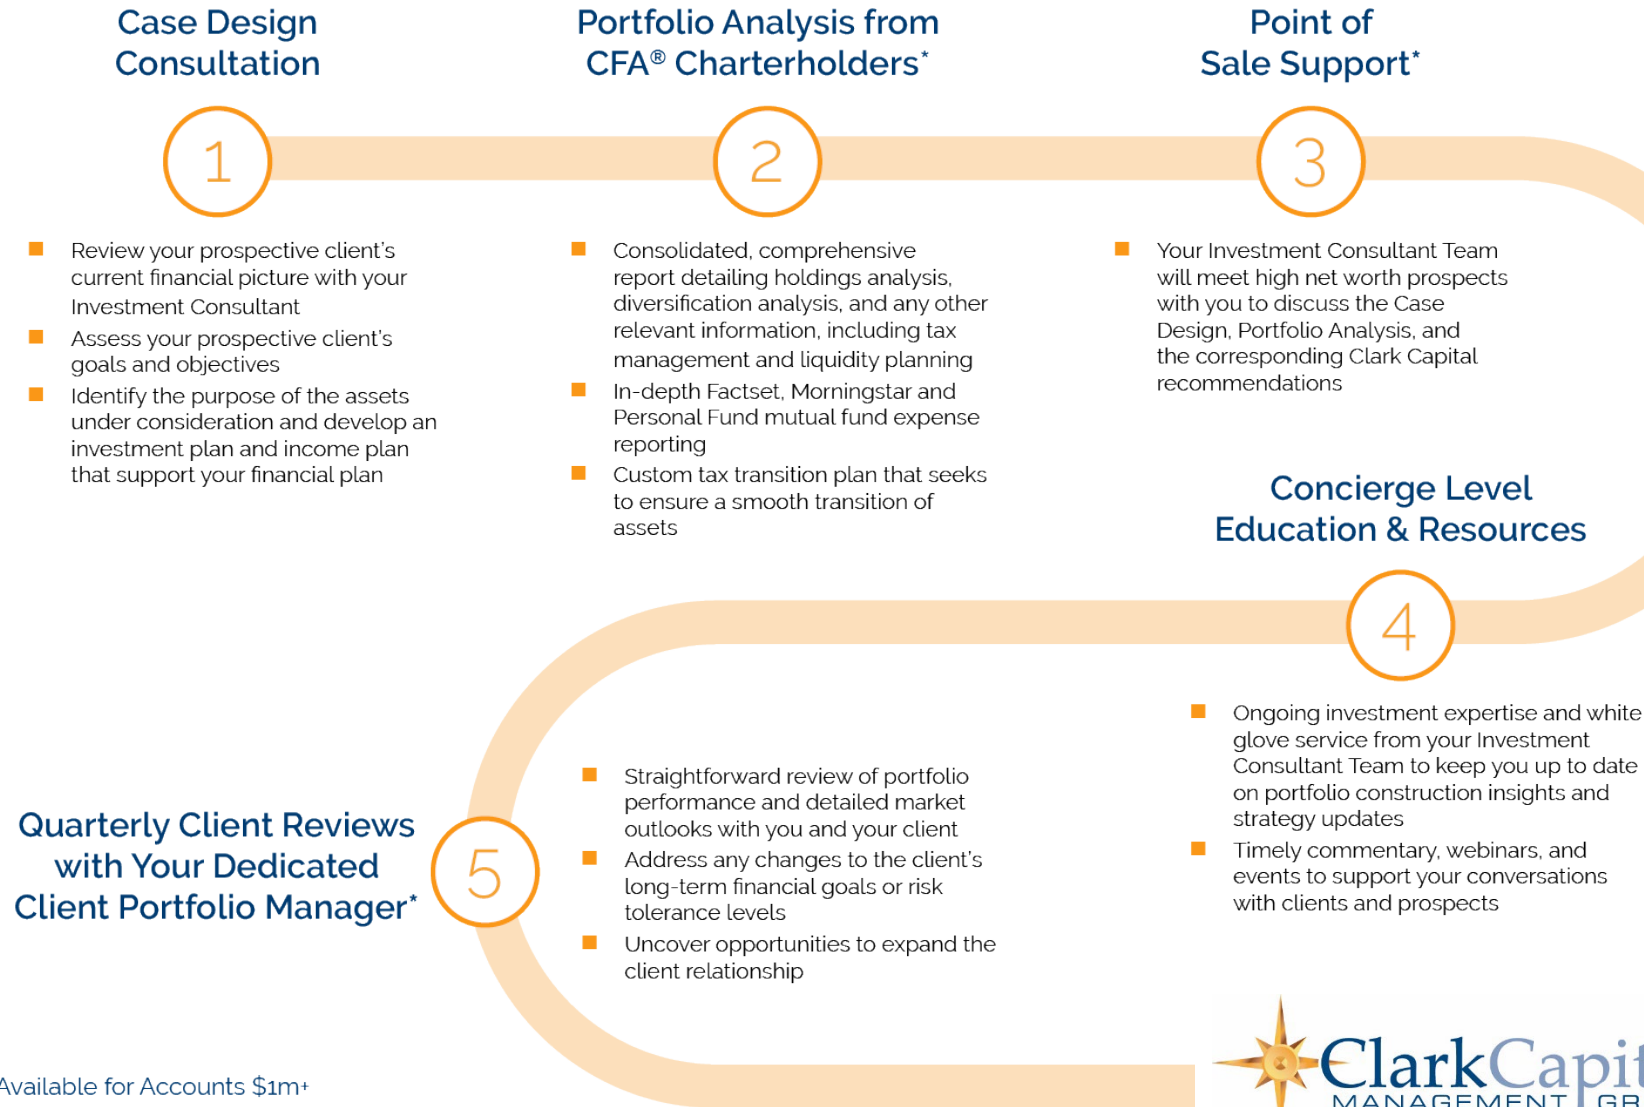 Case Design
Consultation
1
Review your prospective client's
current financial picture with your
Investment Consultant
Assess your prospective client's
goals and objectives
Identify the purpose of the assets
under consideration and develop an
investment plan and income plan
that support your financial plan
Portfolio Analysis from
CFA® Charterholders*
2
Consolidated, comprehensive
report detailing holdings analysis,
diversification analysis, and any other
relevant information, including tax
management and liquidity planning
In-depth Factset, Morningstar and
Personal Fund mutual fund expense
reporting
Custom tax transition plan that seeks
to ensure a smooth transition of
assets
Point of
Sale Support*
3
Your Investment Consultant Team
will meet high net worth prospects
with you to discuss the Case
Design, Portfolio Analysis, and
the corresponding Clark Capital
recommendations
Concierge Level
Education & Resources
4
Ongoing investment expertise and white
glove service from your Investment
Consultant Team to keep you up to date
on portfolio construction insights and
strategy updates
Timely commentary, webinars, and
events to support your conversations
with clients and prospects
Quarterly Client Reviews
with Your Dedicated
Client Portfolio Manager*
5
Straightforward review of portfolio
performance and detailed market
outlooks with you and your client
Address any changes to the client's
long-term financial goals or risk
tolerance levels
Uncover opportunities to expand the
client relationship
Available for Accounts $1m+
ClarkCapit
MANAGEMENT GR